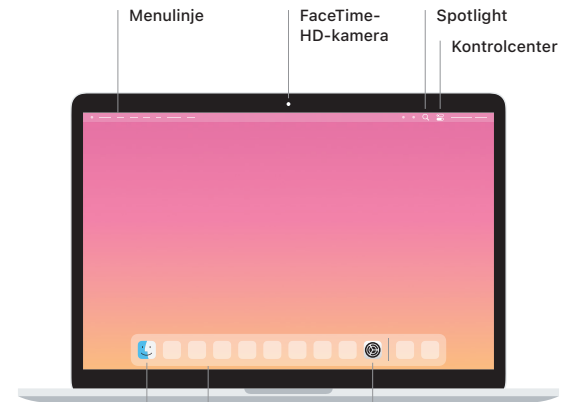 Menulinje
FaceTime-
HD-kamera
Spotlight
Kontrolcenter